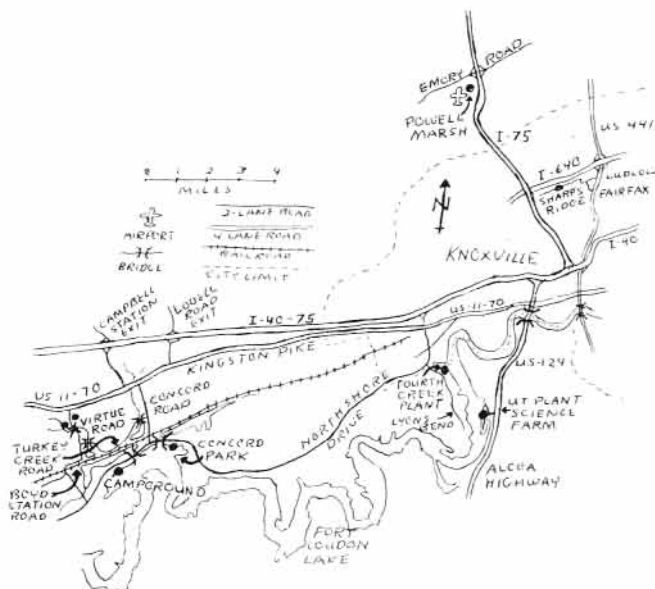 EMORY ROAD
POWELL
MARSH
I-75
US 441
I-640
LUDLOW
SHARPS
RIDGE
FAIRFAX
0 1 2 3 4
MILES
N
AIRPORT
BRIDGE
2-LANE ROAD
4 LANE ROAD
RAILROAD
CITY LIMIT
KNOXVILLE
I-40
CAMPBELL
STATION
EXIT
LOVELL
ROAD
EXIT
I-40-75
US-11-70
KINGSTON PIKE
US 11-70
US-129
CONCORD
ROAD
VIRTUE
ROAD
FOURTH
CREEK
PLANT
UT PLANT
SCIENCE
FARM
NORTHSHORE
DRIVE
LYONS
BEND
TURKEY
CREEK
ROAD
CONCORD
PARK
BOYD
STATION
ROAD
CAMPGROUND
ALCOA
HIGHWAY
FORT
LOUDON
LAKE